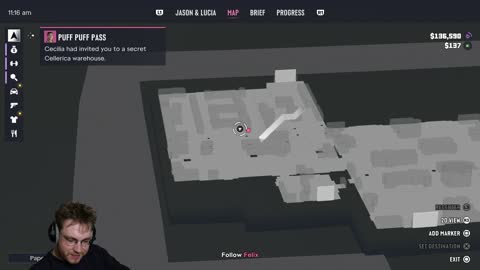 11:16 am
JASON & LUCIA
MAP
BRIEF
PROGRESS
$136,590
$137
PUFF PUFF PASS
Cecilia had invited you to a secret
Cellerica warehouse.
2D VIEW
ADD MARKER
SET DESTINATION
EXIT
Follow Felix